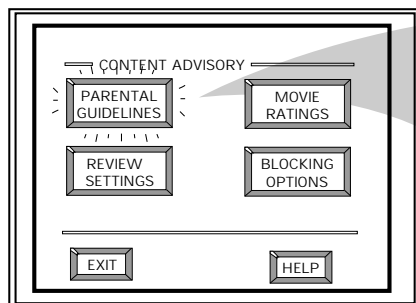 CONTENT ADVISORY
PARENTAL
GUIDELINES
MOVIE
RATINGS
REVIEW
SETTINGS
BLOCKING
OPTIONS
EXIT
HELP